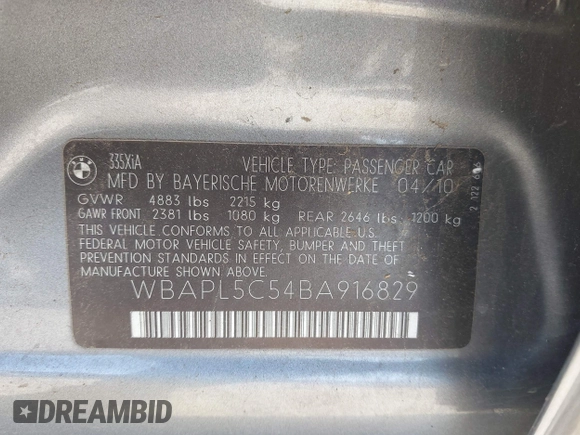 BMW
335XiA VEHICLE TYPE: PASSENGER CAR
MFD BY BAYERISCHE MOTORENWERKE 04/10
GVWR 4883 lbs 2215 kg
GAWR FRONT 2381 lbs 1080 kg REAR 2646 lbs 1200 kg
THIS VEHICLE CONFORMS TO ALL APPLICABLE U.S.
FEDERAL MOTOR VEHICLE SAFETY, BUMPER AND THEFT
PREVENTION STANDARDS IN EFFECT ON THE DATE OF
MANUFACTURE SHOWN ABOVE.
WBAPL5C54BA916829
DREAMBID